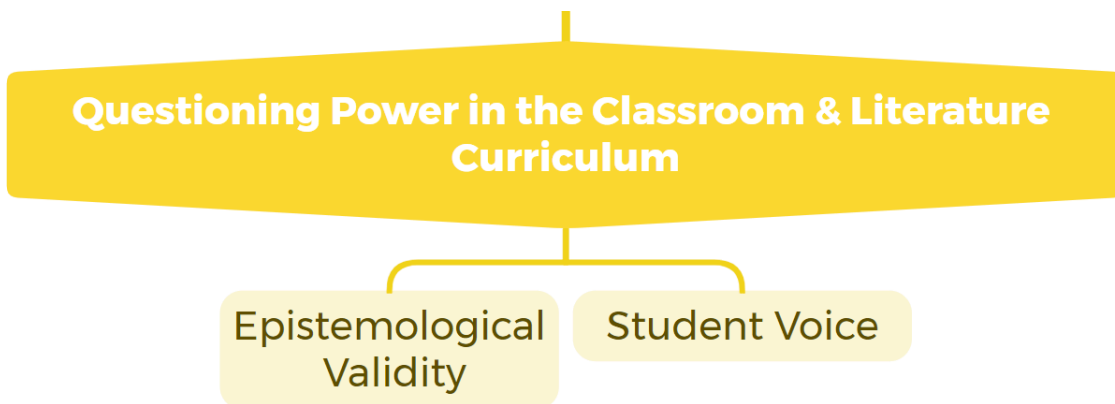 Questioning Power in the Classroom & Literature
Curriculum
Epistemological
Validity
Student Voice